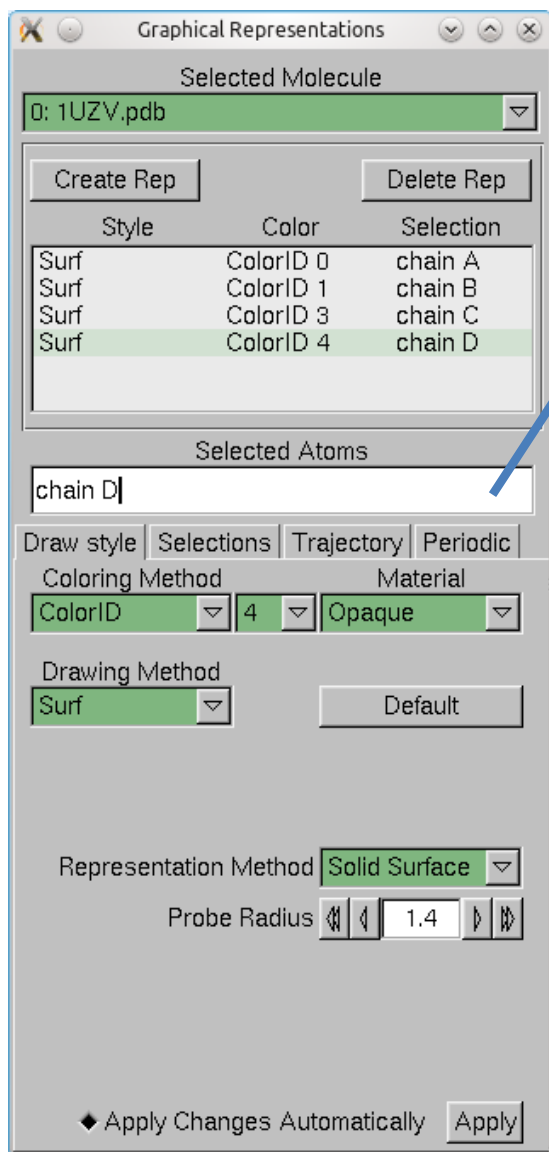 Graphical Representations
Selected Molecule
0: 1UZV.pdb
Create Rep Delete Rep
Style Color Selection
Surf ColorID 0 chain A
Surf ColorID 1 chain B
Surf ColorID 3 chain C
Surf ColorID 4 chain D
Selected Atoms
chain D
Draw style Selections Trajectory Periodic
Coloring Method Material
ColorID 4 Opaque
Drawing Method
Surf Default
Representation Method Solid Surface
Probe Radius 1.4
Apply Changes Automatically Apply